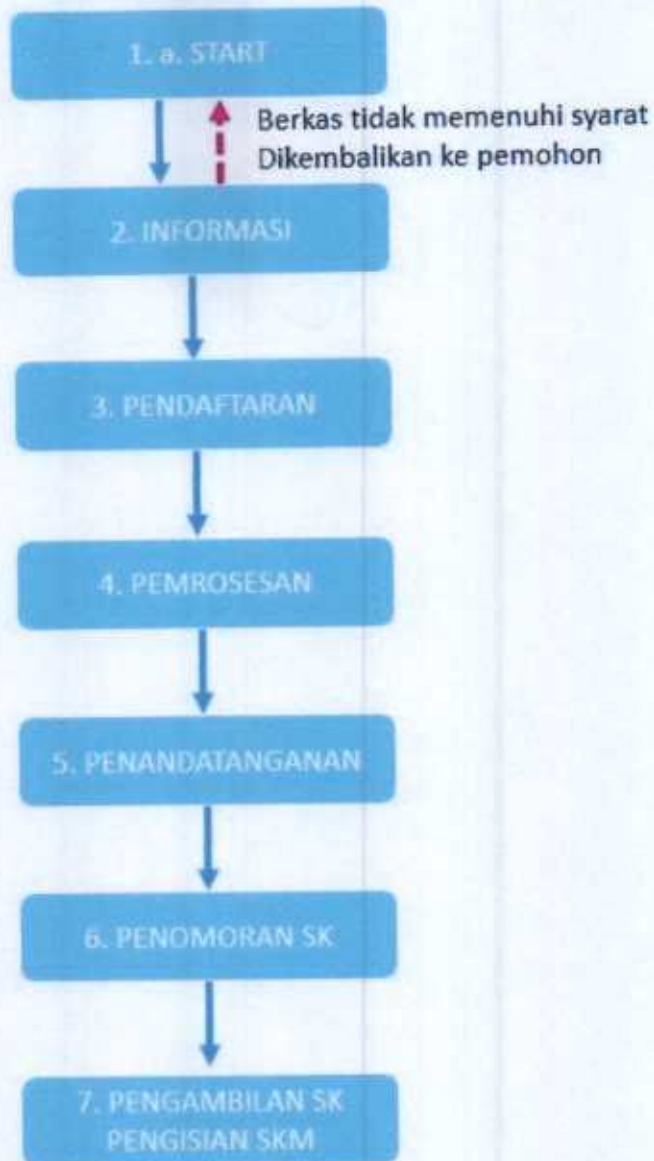 1. a. START
Berkas tidak memenuhi syarat
Dikembalikan ke pemohon
2. INFORMASI
3. PENDAFTARAN
4. PEMROSESAN
5. PENANDATANGANAN
6. PENOMORAN SK
7. PENGAMBILAN SK
PENGISIAN SKM